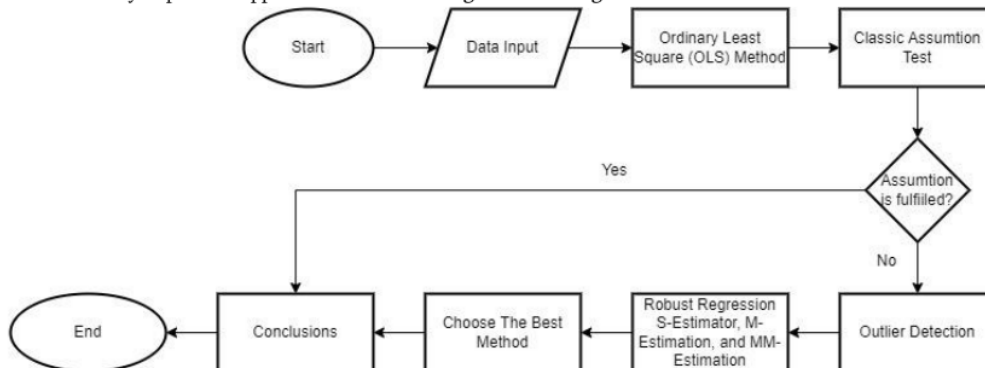 Start
Data Input
Ordinary Least
Square (OLS) Method
Classic Assumtion
Test
Yes
Assumtion
is fulfiiled?
No
End
Conclusions
Choose The Best
Method
Robust Regression
S-Estimator, M-
Estimation, and MM-
Estimation
Outlier Detection